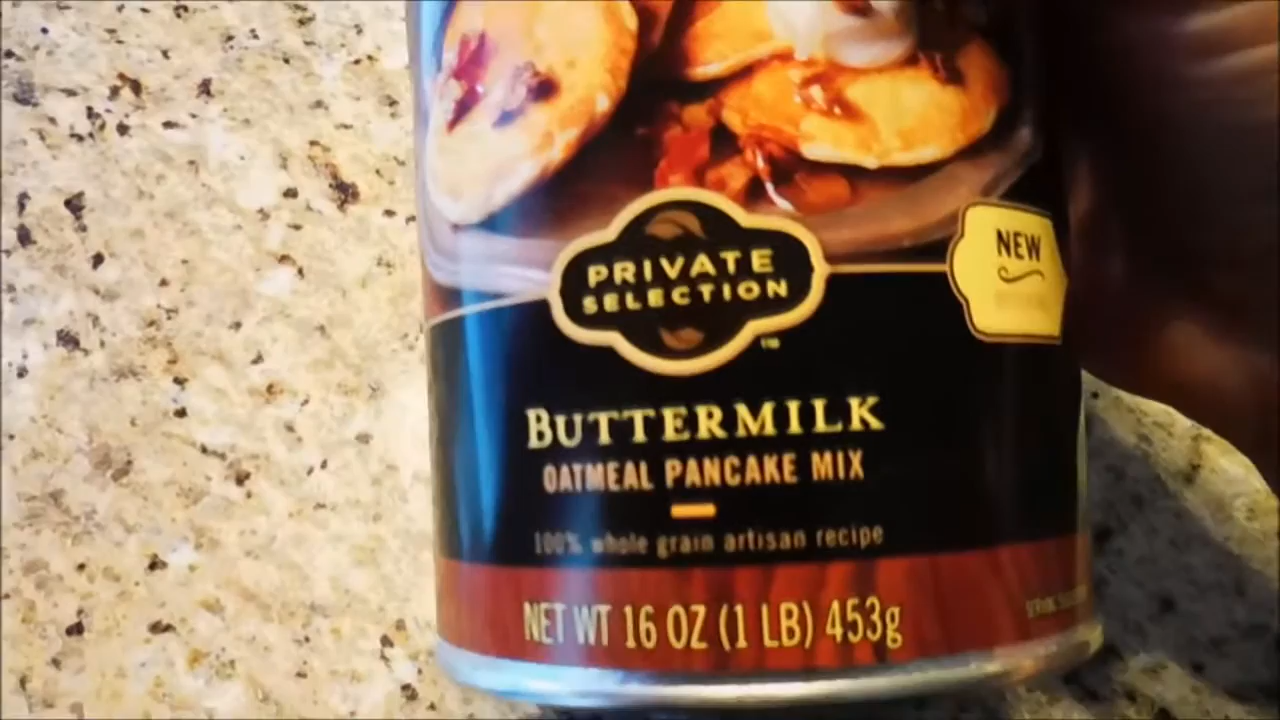 PRIVATE
SELECTION
TM
NEW
BUTTERMILK
OATMEAL PANCAKE MIX
100% whole grain artisan recipe
NET WT 16 OZ (1 LB) 453g